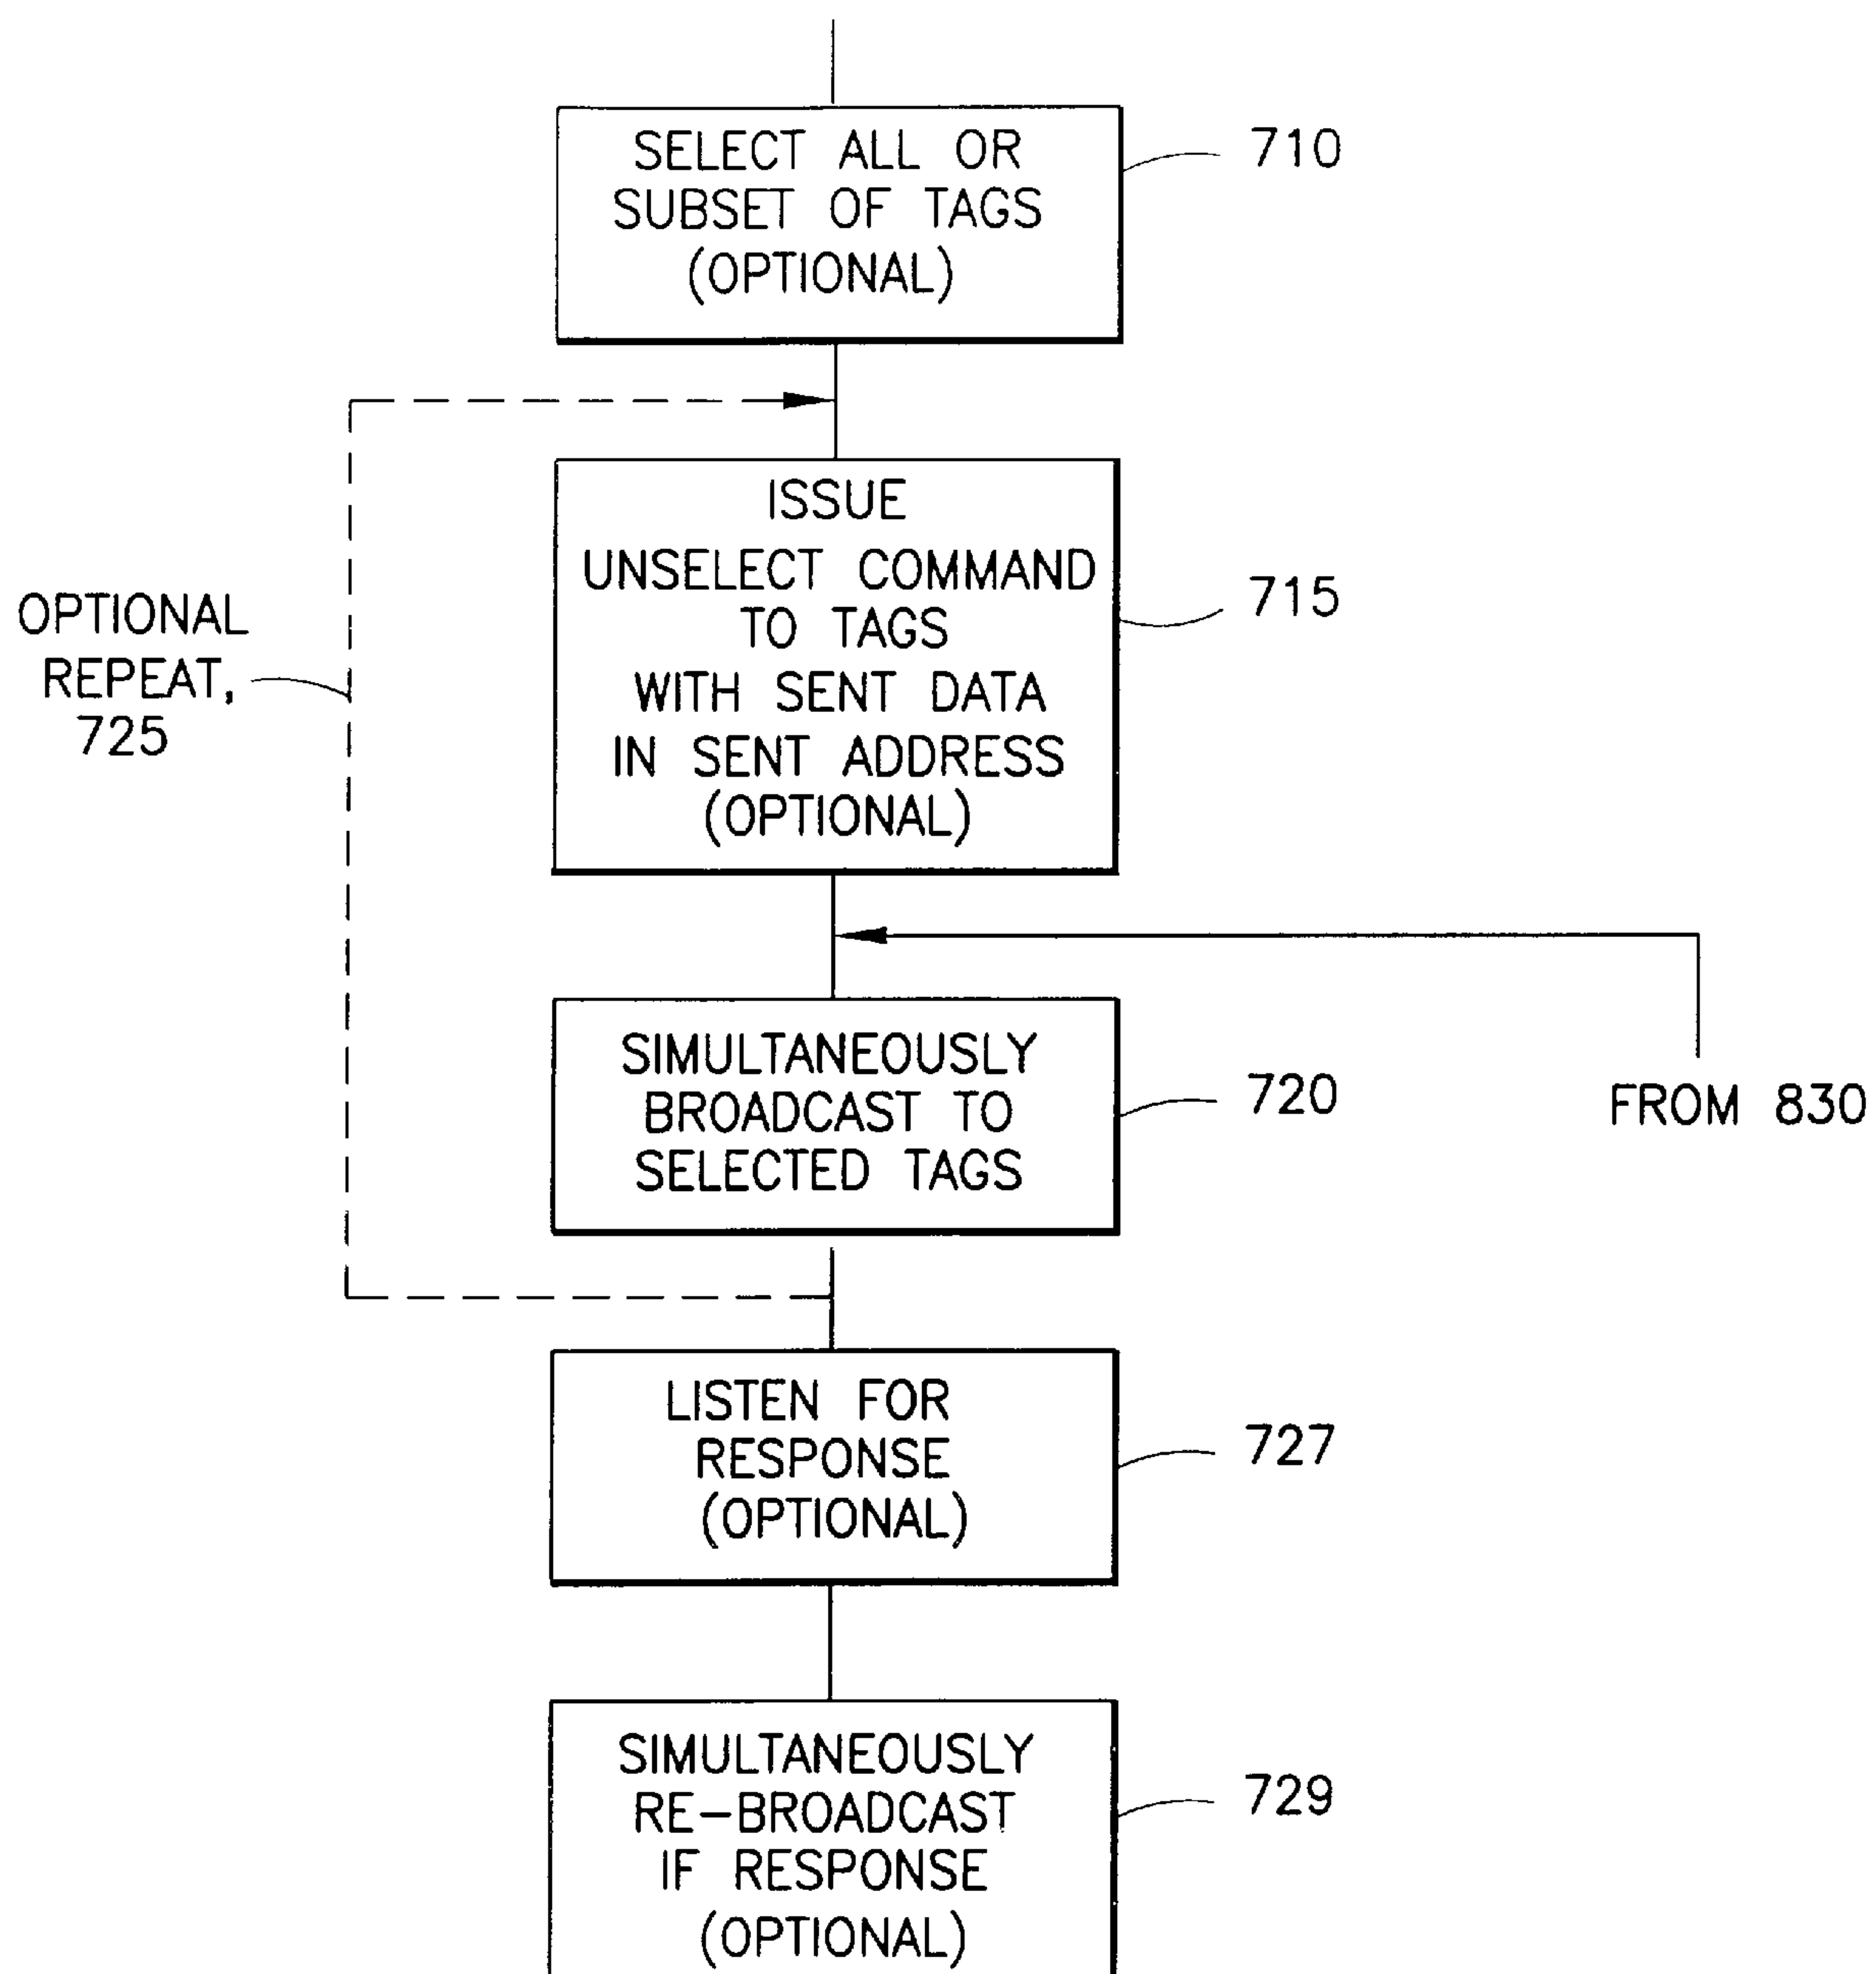 SELECT ALL OR
SUBSET OF TAGS
(OPTIONAL)
710
ISSUE
UNSELECT COMMAND
TO TAGS
WITH SENT DATA
IN SENT ADDRESS
(OPTIONAL)
715
OPTIONAL
REPEAT,
725
SIMULTANEOUSLY
BROADCAST TO
SELECTED TAGS
720
FROM 830
LISTEN FOR
RESPONSE
(OPTIONAL)
727
SIMULTANEOUSLY
RE-BROADCAST
IF RESPONSE
(OPTIONAL)
729